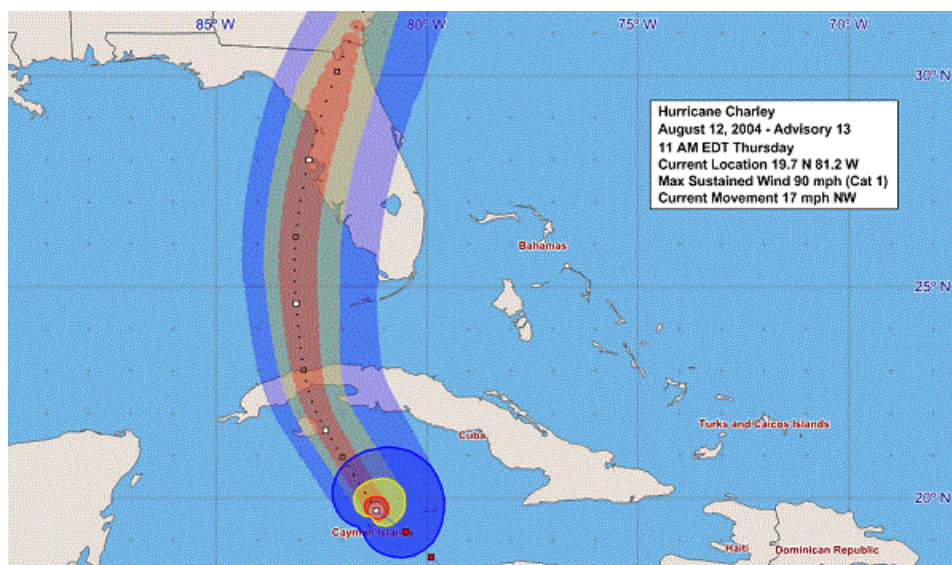 85° W
80° W
75° W
70° W
30° N
Hurricane Charley
August 12, 2004 - Advisory 13
11 AM EDT Thursday
Current Location 19.7 N 81.2 W
Max Sustained Wind 90 mph (Cat 1)
Current Movement 17 mph NW
Bahamas
25° N
Turks and Caicos Islands
Cuba
20° N
Cayman Islands
Haiti
Dominican Republic